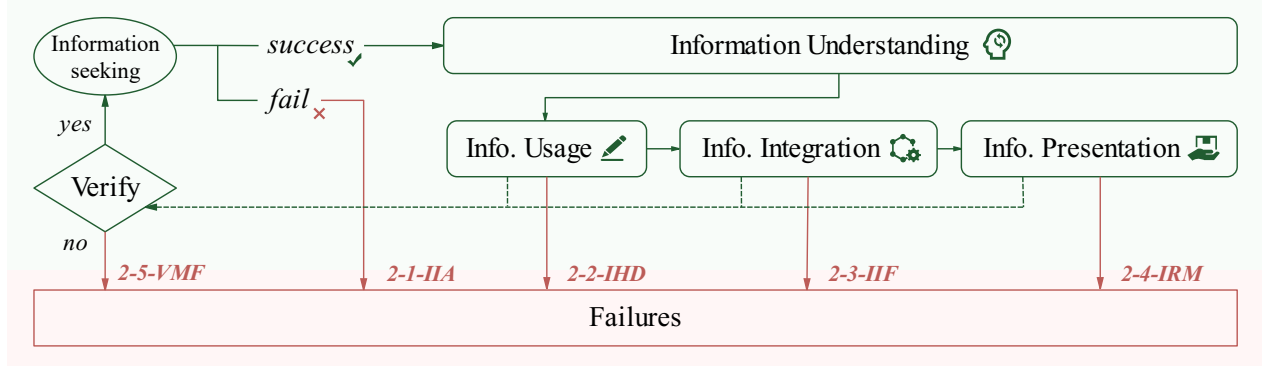 Information
seeking
success
Information Understanding
fail
yes
Info. Usage
Info. Integration
Info. Presentation
Verify
no
2-5-VMF
2-1-IIA
2-2-IHD
2-3-IIF
2-4-IRM
Failures